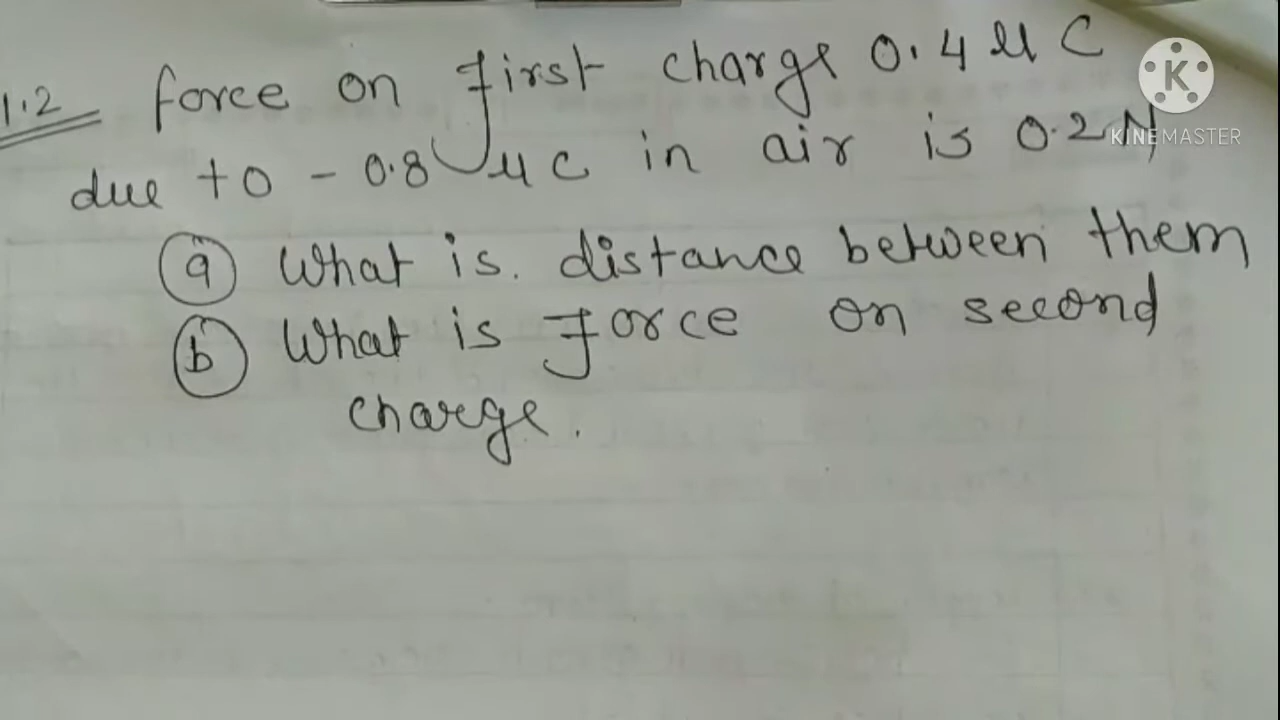 1.2 force on first charge 0.4 μC
due to - 0.8 μC in air is 0.2N
(a) What is. distance between them
(b) What is Force on second
charge.
K
KINEMASTER